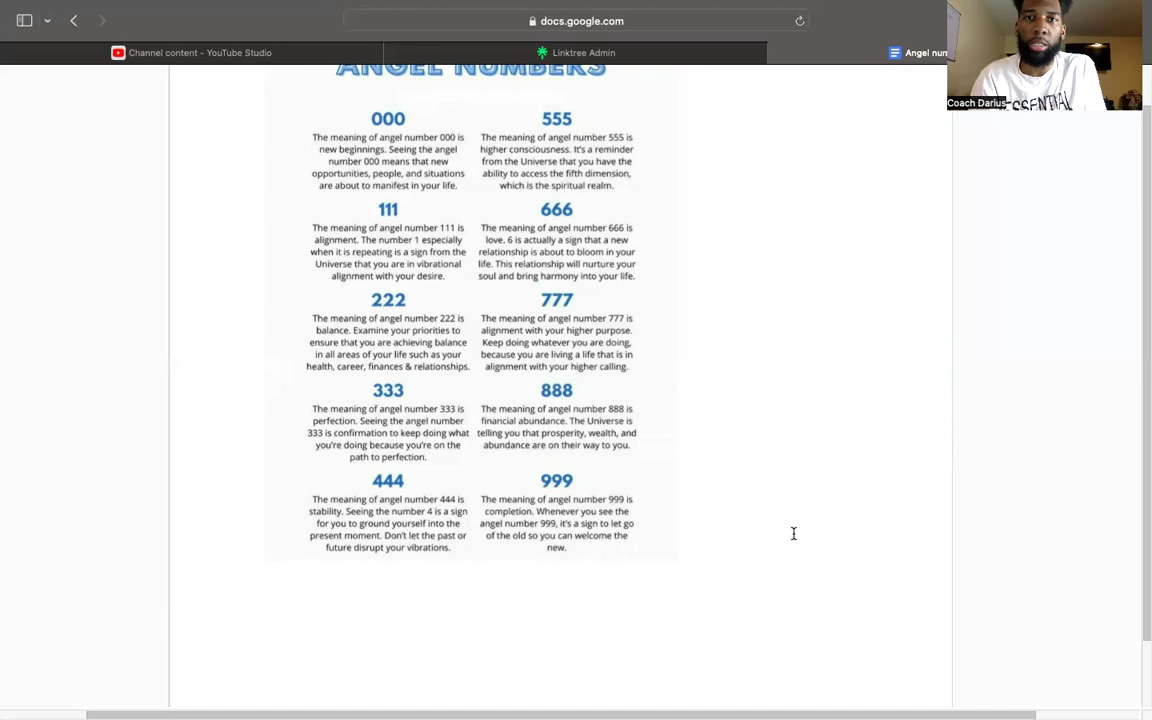 docs.google.com
Channel content - YouTube Studio
Linktree Admin
Angel num
Coach Darius
ESSENTIAL
ANGEL NUMBERS
000
The meaning of angel number 000 is
new beginnings. Seeing the angel
number 000 means that new
opportunities, people, and situations
are about to manifest in your life.
111
The meaning of angel number 111 is
alignment. The number 1 especially
when it is repeating is a sign from the
Universe that you are in vibrational
alignment with your desire.
222
The meaning of angel number 222 is
balance. Examine your priorities to
ensure that you are achieving balance
in all areas of your life such as your
health, career, finances & relationships.
333
The meaning of angel number 333 is
perfection. Seeing the angel number
333 is confirmation to keep doing what
you're doing because you're on the
path to perfection.
444
The meaning of angel number 444 is
stability. Seeing the number 4 is a sign
for you to ground yourself into the
present moment. Don't let the past or
future disrupt your vibrations.
555
The meaning of angel number 555 is
higher consciousness. It's a reminder
from the Universe that you have the
ability to access the fifth dimension,
which is the spiritual realm.
666
The meaning of angel number 666 is
love. 6 is actually a sign that a new
relationship is about to bloom in your
life. This relationship will nurture your
soul and bring harmony into your life.
777
The meaning of angel number 777 is
alignment with your higher purpose.
Keep doing whatever you are doing,
because you are living a life that is in
alignment with your higher calling.
888
The meaning of angel number 888 is
financial abundance. The Universe is
telling you that prosperity, wealth, and
abundance are on their way to you.
999
The meaning of angel number 999 is
completion. Whenever you see the
angel number 999, it's a sign to let go
of the old so you can welcome the
new.